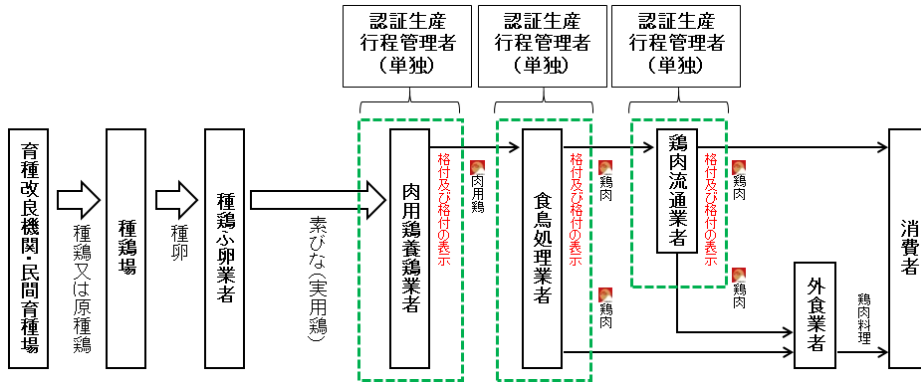 認証生産
行程管理者
（単独）
認証生産
行程管理者
（単独）
認証生産
行程管理者
（単独）
育種改良機関・民間育種場
種鶏又は原種鶏
種鶏場
種卵
種鶏ふ卵業者
素びな（実用鶏）
肉用鶏養鶏業者
格付及び格付の表示
肉用鶏
食鳥処理業者
格付及び格付の表示
鶏肉
鶏肉
鶏肉流通業者
格付及び格付の表示
鶏肉
鶏肉
外食業者
鶏肉料理
消費者